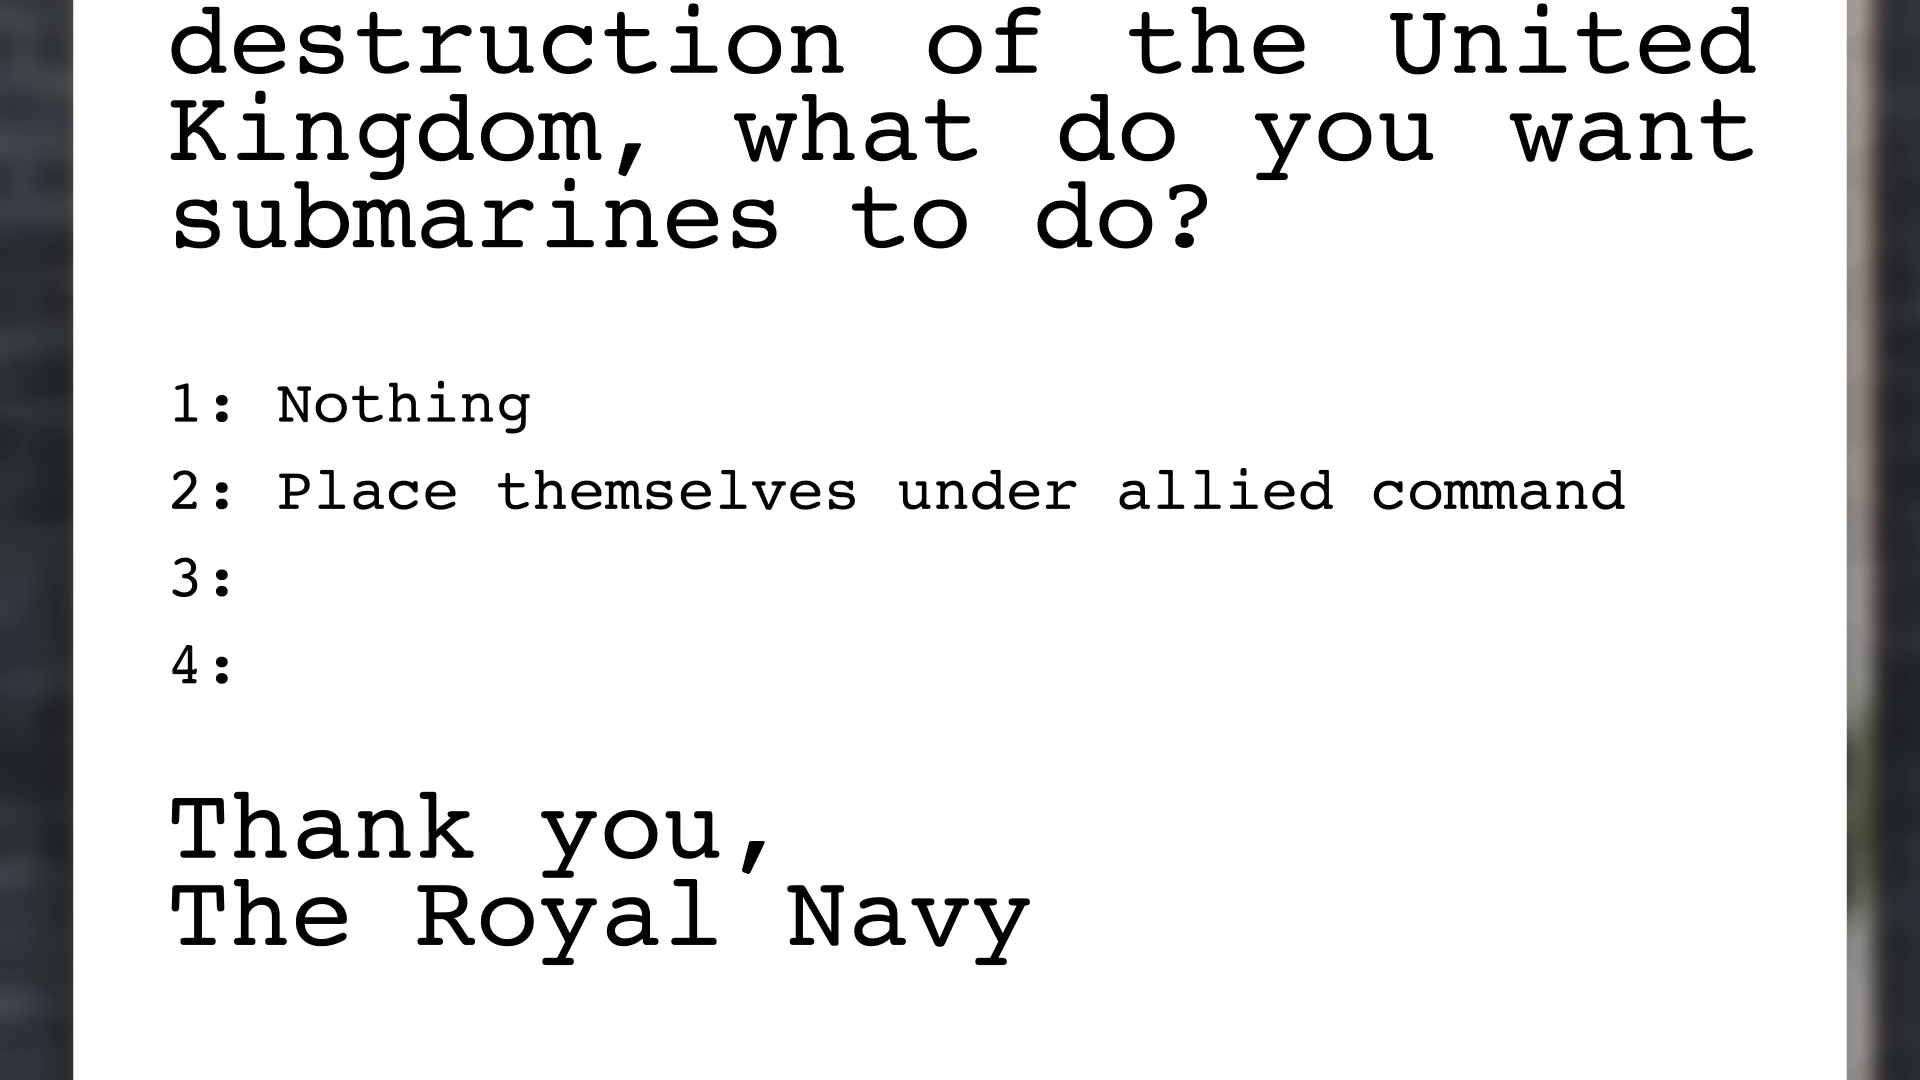 destruction of the United
Kingdom, what do you want
submarines to do?
1: Nothing
2: Place themselves under allied command
3:
4:
Thank you,
The Royal Navy